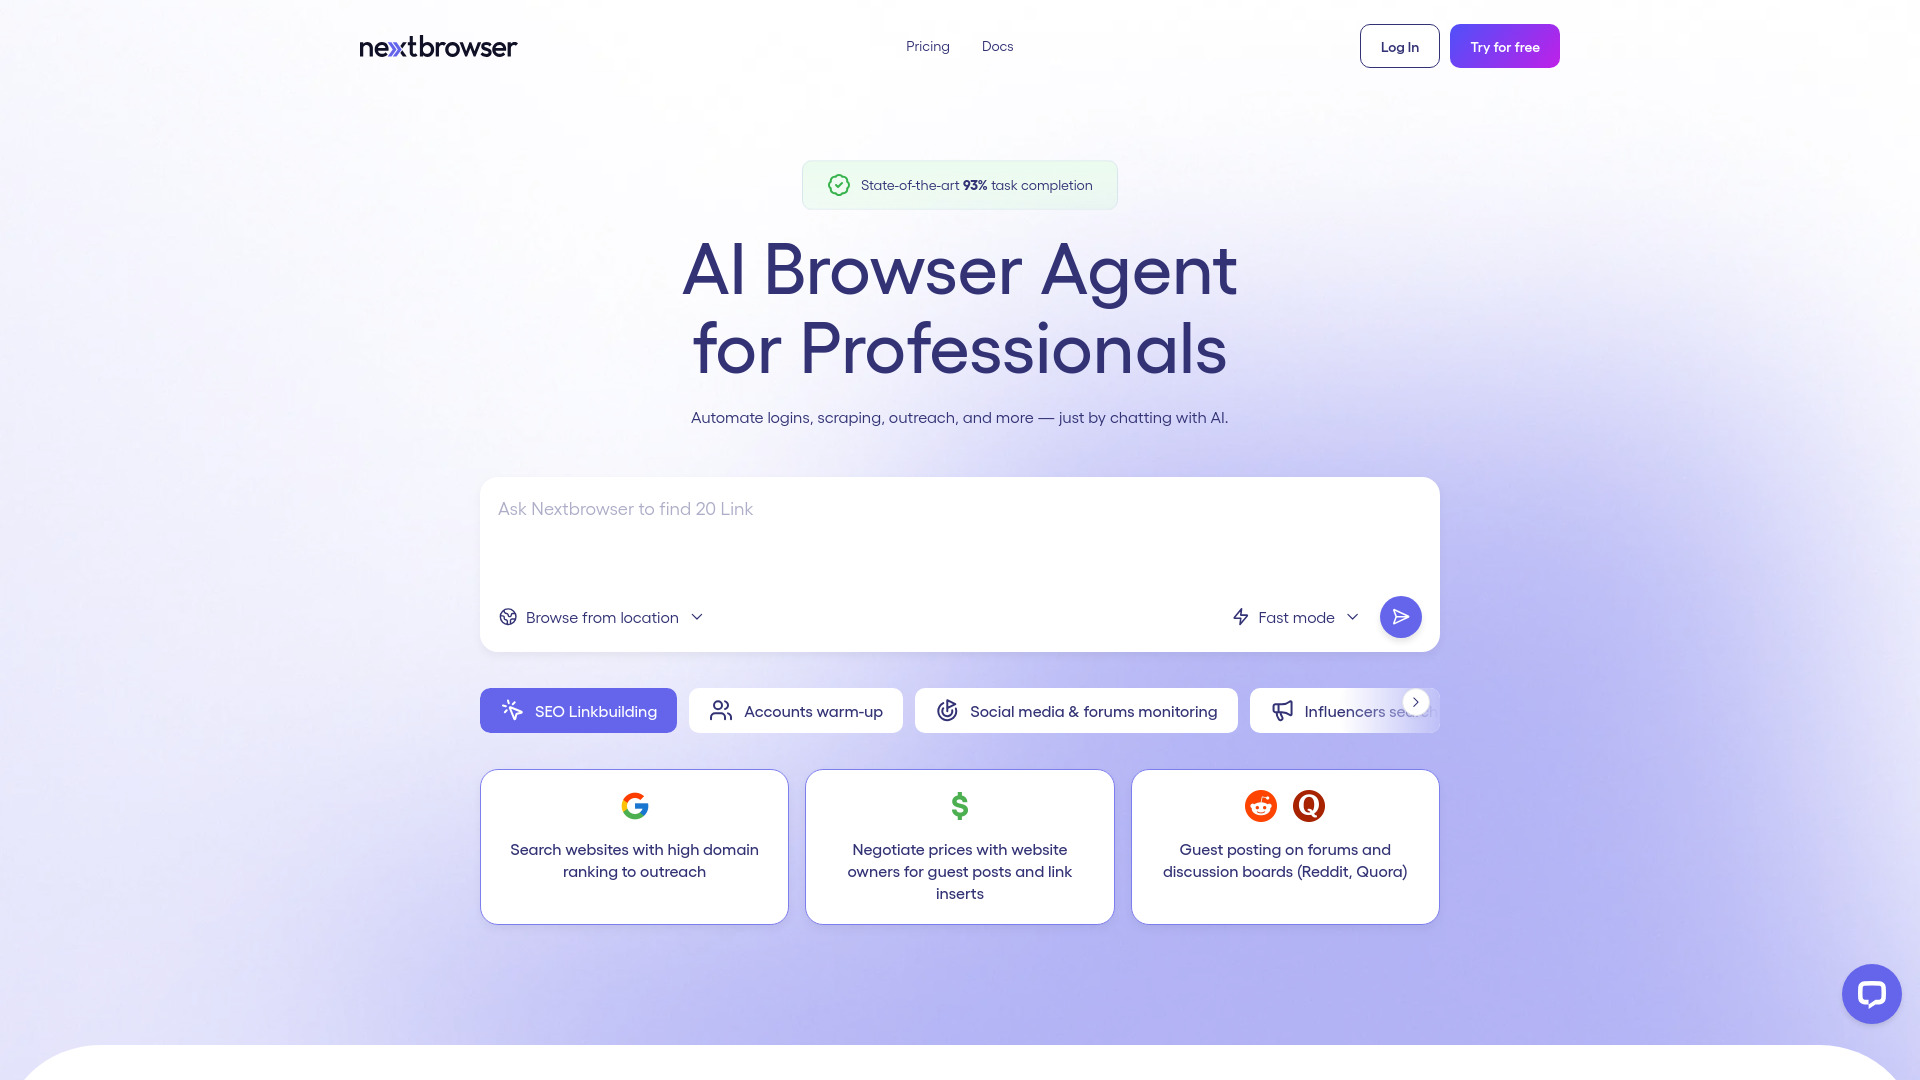 nextbrowser
Pricing
Docs
Log In
Try for free
State-of-the-art 93% task completion
AI Browser Agent
for Professionals
Automate logins, scraping, outreach, and more — just by chatting with AI.
Ask Nextbrowser to find 20 Link
Browse from location
Fast mode
SEO Linkbuilding
Accounts warm-up
Social media & forums monitoring
Influencers search
Search websites with high domain
ranking to outreach
Negotiate prices with website
owners for guest posts and link
inserts
Guest posting on forums and
discussion boards (Reddit, Quora)